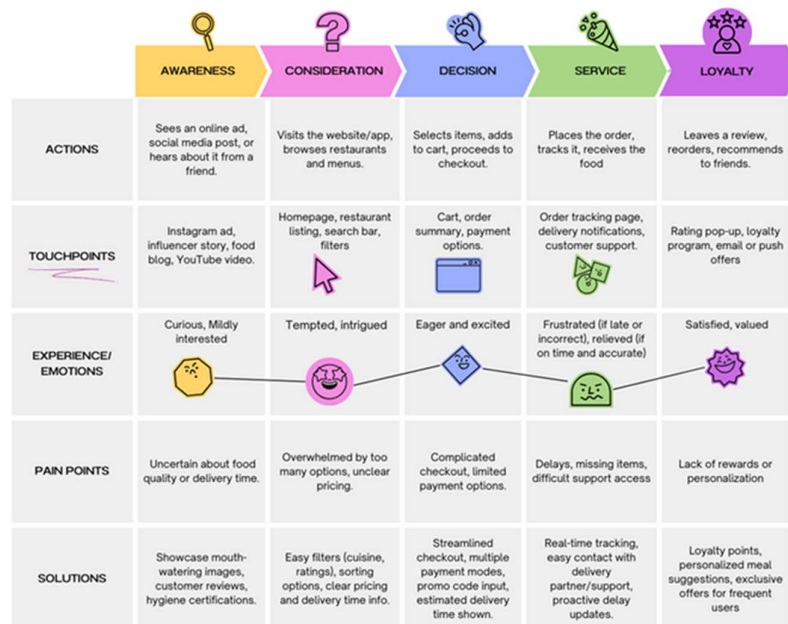 AWARENESS
CONSIDERATION
DECISION
SERVICE
LOYALTY
ACTIONS
Sees an online ad,
social media post, or
hears about it from a
friend.
Visits the website/app,
browses restaurants
and menus.
Selects items, adds
to cart, proceeds to
checkout.
Places the order,
tracks it, receives the
food
Leaves a review,
reorders, recommends
to friends.
TOUCHPOINTS
Instagram ad,
influencer story, food
blog, YouTube video.
Homepage, restaurant
listing, search bar,
filters
Cart, order
summary, payment
options.
Order tracking page,
delivery notifications,
customer support.
Rating pop-up, loyalty
program, email or push
offers
EXPERIENCE/
EMOTIONS
Curious, Mildly
interested
Tempted, intrigued
Eager and excited
Frustrated (if late or
incorrect), relieved (if
on time and accurate)
Satisfied, valued
PAIN POINTS
Uncertain about food
quality or delivery time.
Overwhelmed by too
many options, unclear
pricing.
Complicated
checkout, limited
payment options.
Delays, missing items,
difficult support access
Lack of rewards or
personalization
SOLUTIONS
Showcase mouth-
watering images,
customer reviews,
hygiene certifications.
Easy filters (cuisine,
ratings), sorting
options, clear pricing
and delivery time info.
Streamlined
checkout, multiple
payment modes,
promo code input,
estimated delivery
time shown.
Real-time tracking,
easy contact with
delivery
partner/support,
proactive delay
updates.
Loyalty points,
personalized meal
suggestions, exclusive
offers for frequent
users